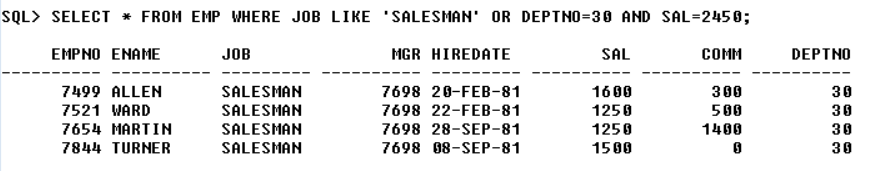 SQL> SELECT * FROM EMP WHERE JOB LIKE 'SALESMAN' OR DEPTNO=30 AND SAL=2450;
EMPNO ENAME JOB MGR HIREDATE SAL COMM DEPTNO
---------- ---------- --------- ---------- --------- ---------- ---------- ----------
7499 ALLEN SALESMAN 7698 20-FEB-81 1600 300 30
7521 WARD SALESMAN 7698 22-FEB-81 1250 500 30
7654 MARTIN SALESMAN 7698 28-SEP-81 1250 1400 30
7844 TURNER SALESMAN 7698 08-SEP-81 1500 0 30